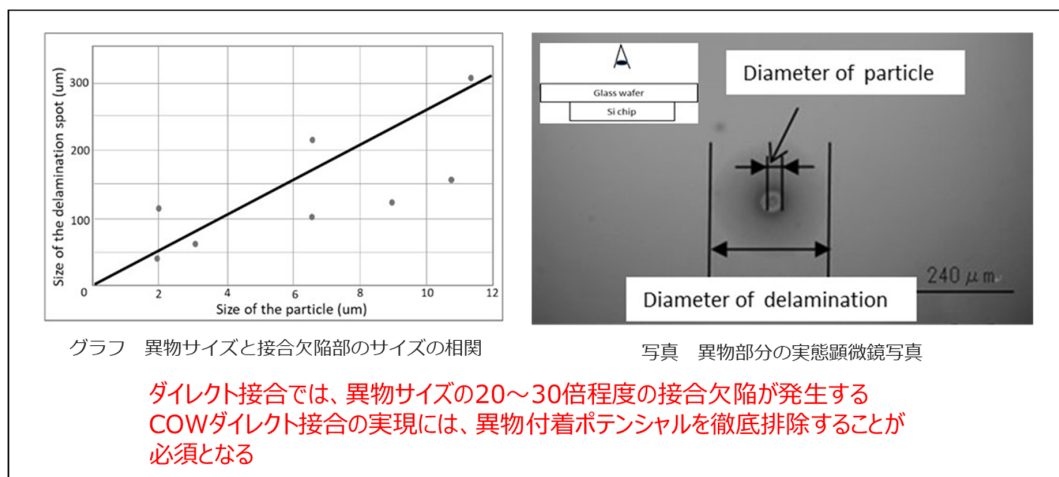 Size of the delamination spot (um)
300
200
100
0
2
4
6
8
10
12
Size of the particle (um)
Glass wafer
Si chip
Diameter of particle
240μm
Diameter of delamination
グラフ　異物サイズと接合欠陥部のサイズの相関
写真　異物部分の実態顕微鏡写真
ダイレクト接合では、異物サイズの20～30倍程度の接合欠陥が発生する
COWダイレクト接合の実現には、異物付着ポテンシャルを徹底排除することが
必須となる